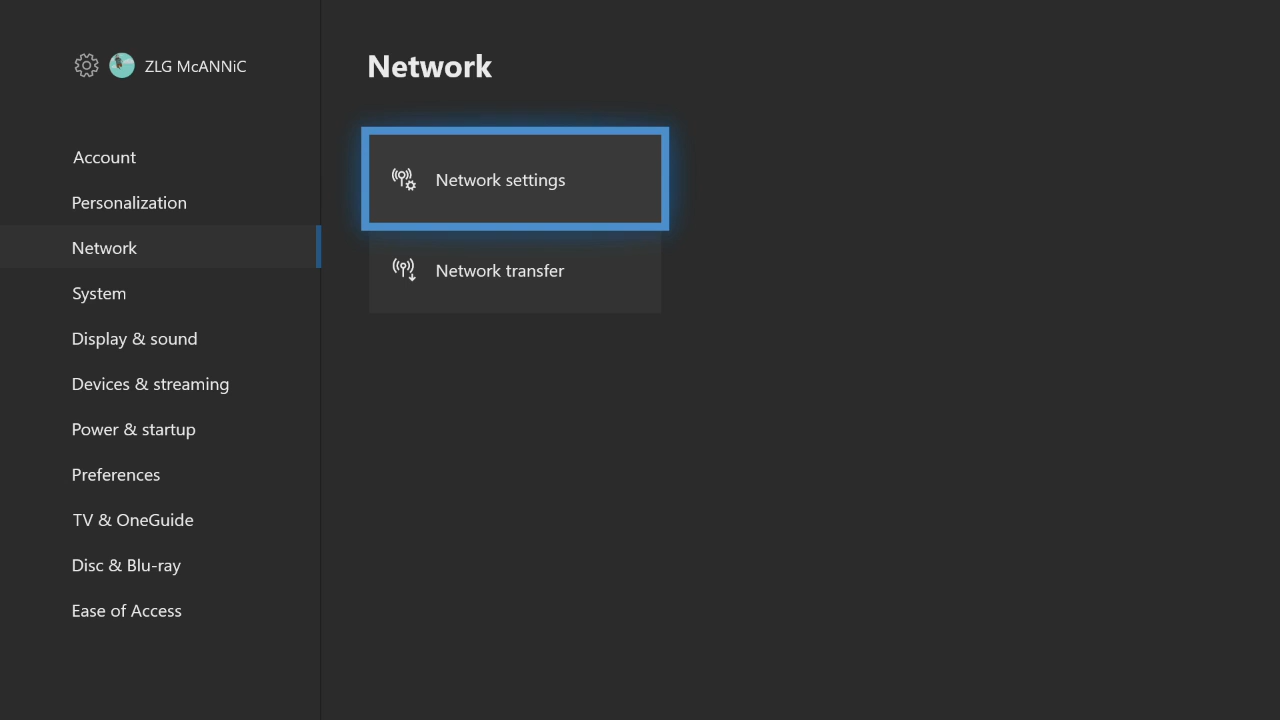 ZLG McANNiC
Account
Personalization
Network
System
Display & sound
Devices & streaming
Power & startup
Preferences
TV & OneGuide
Disc & Blu-ray
Ease of Access
Network
Network settings
Network transfer